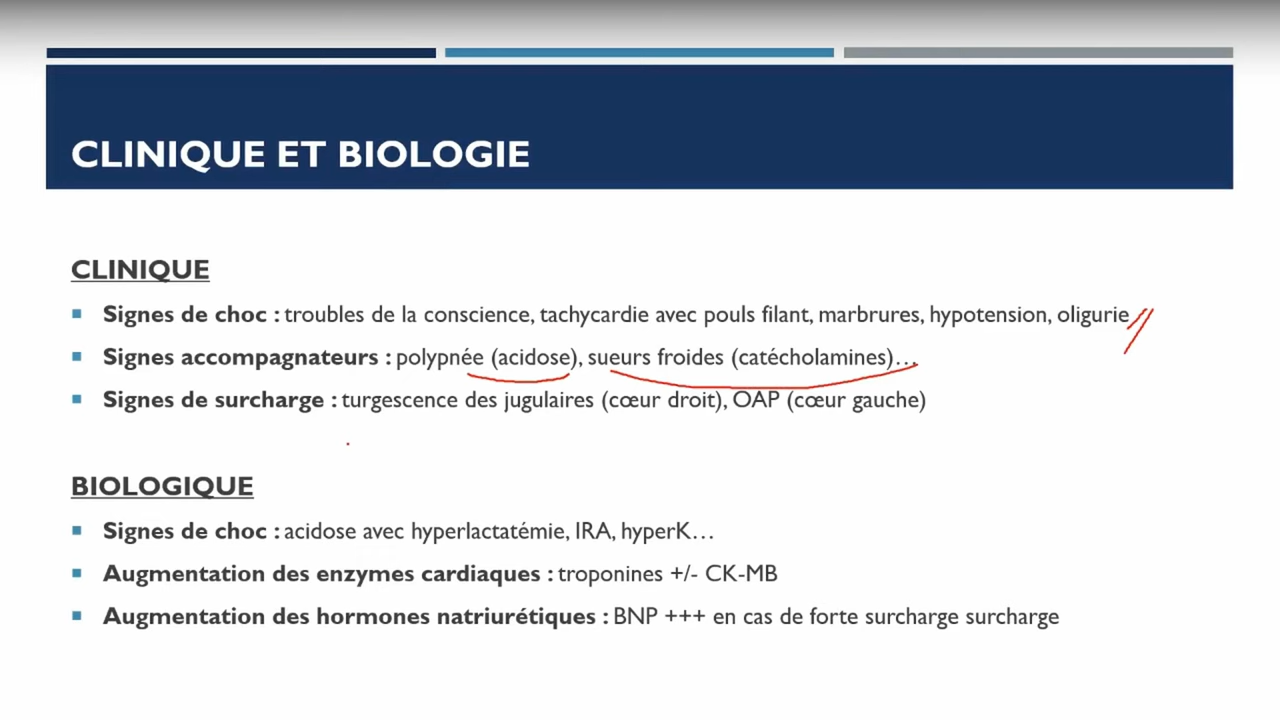 CLINIQUE ET BIOLOGIE
CLINIQUE
Signes de choc : troubles de la conscience, tachycardie avec pouls filant, marbrures, hypotension, oligurie
Signes accompagnateurs : polypnée (acidose), sueurs froides (catécholamines)…
Signes de surcharge : turgescence des jugulaires (cœur droit), OAP (cœur gauche)
BIOLOGIQUE
Signes de choc : acidose avec hyperlactatémie, IRA, hyperK…
Augmentation des enzymes cardiaques : troponines +/- CK-MB
Augmentation des hormones natriurétiques : BNP +++ en cas de forte surcharge surcharge